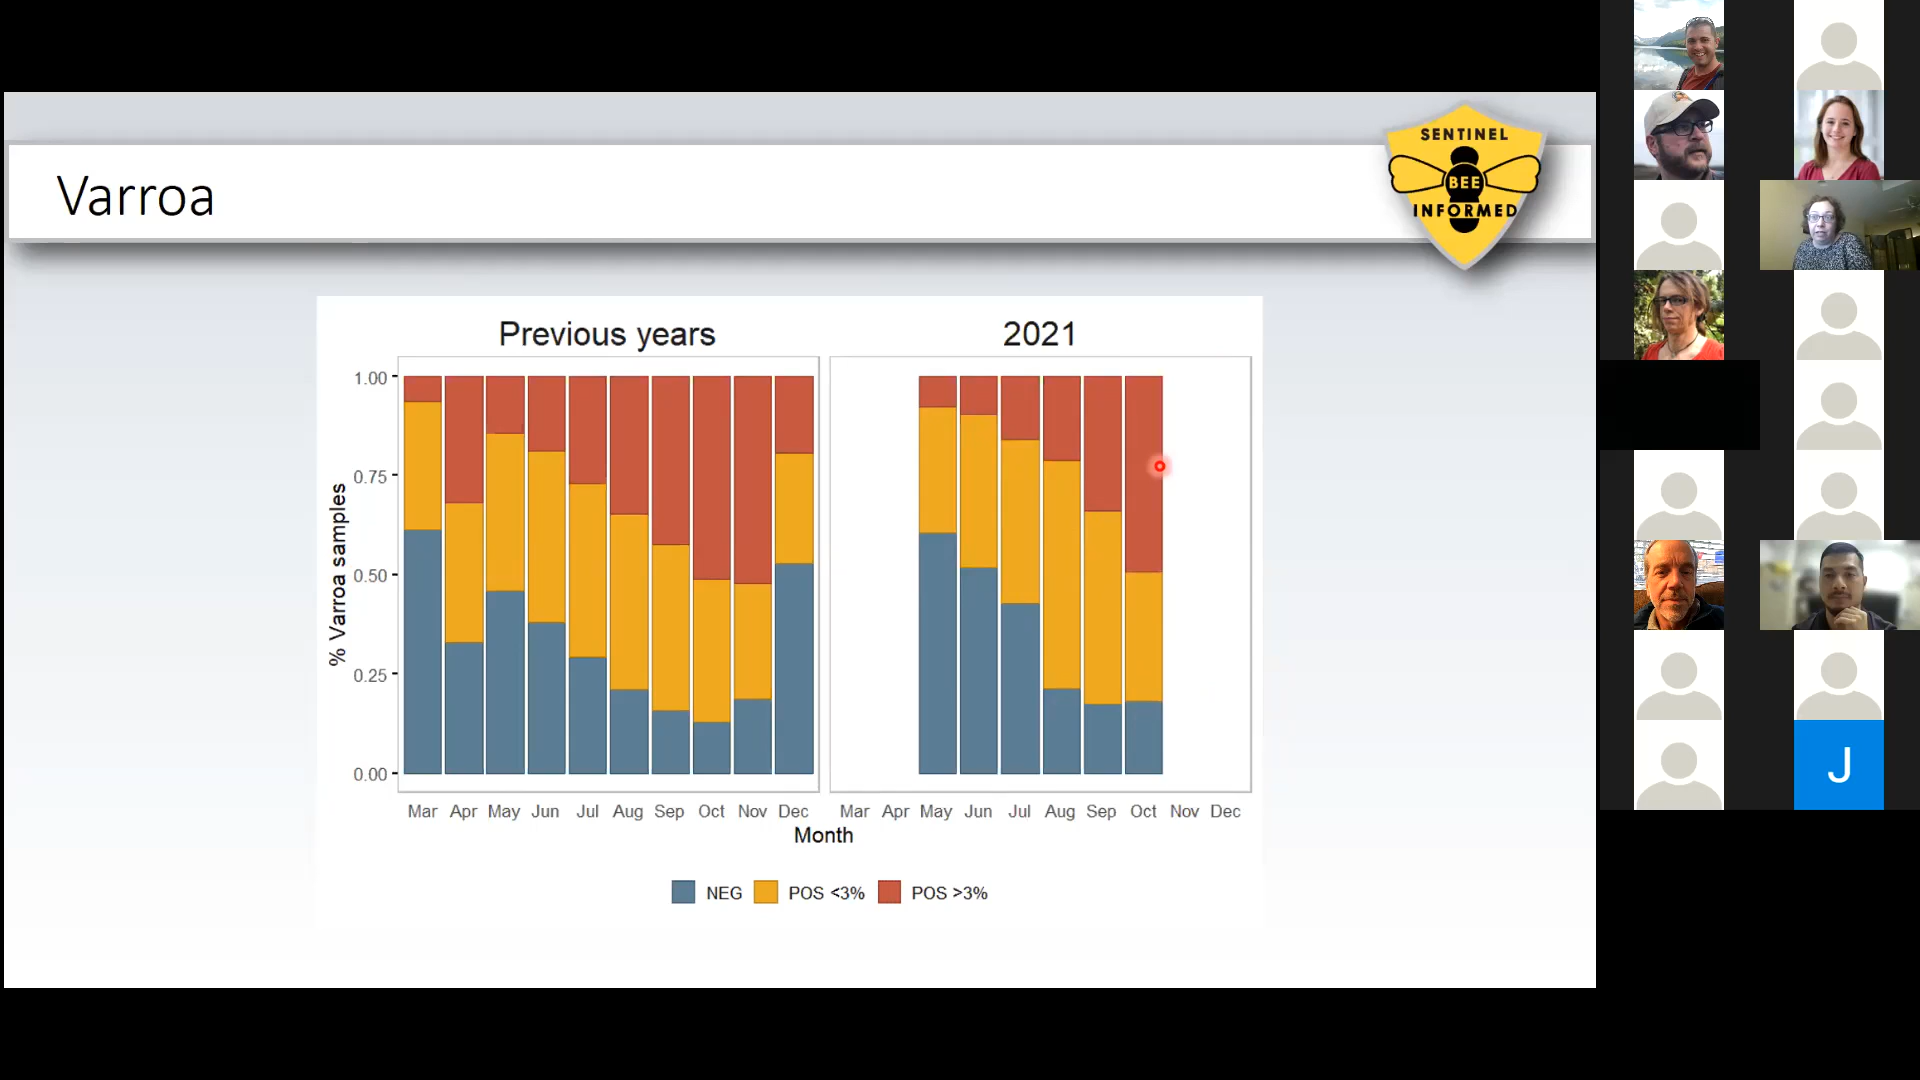 Varroa
SENTINEL
BEE
INFORMED
Previous years
2021
% Varroa samples
1.00
0.75
0.50
0.25
0.00
Mar Apr May Jun Jul Aug Sep Oct Nov Dec
Mar Apr May Jun Jul Aug Sep Oct Nov Dec
Month
NEG POS <3% POS >3%
J